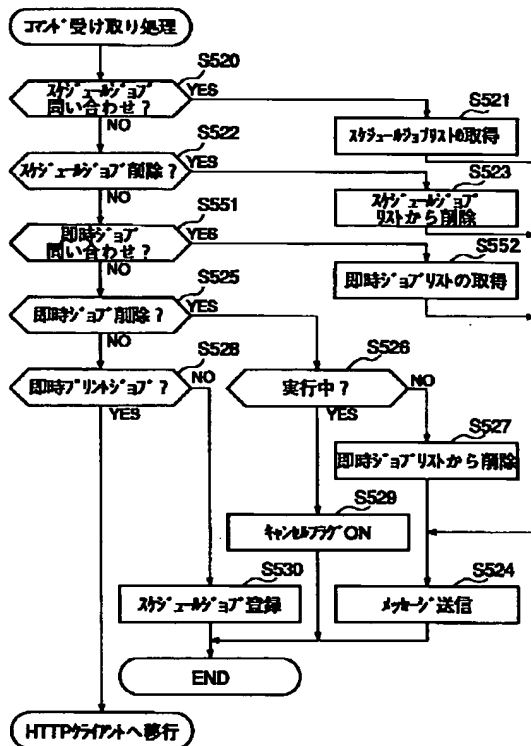 コマンド受け取り処理
S520
スケジュールジョブ
問い合わせ?
YES
NO
S521
スケジュールジョブリストの取得
S522
スケジュールジョブ削除?
YES
NO
S523
スケジュールジョブ
リストから削除
S551
即時ジョブ
問い合わせ?
YES
NO
S552
即時ジョブリストの取得
S525
即時ジョブ削除?
YES
NO
S528
即時プリントジョブ?
NO
YES
S526
実行中?
NO
YES
S527
即時ジョブリストから削除
S529
キャンセルフラグON
S530
スケジュールジョブ登録
S524
メッセージ送信
END
HTTPクライアントへ移行